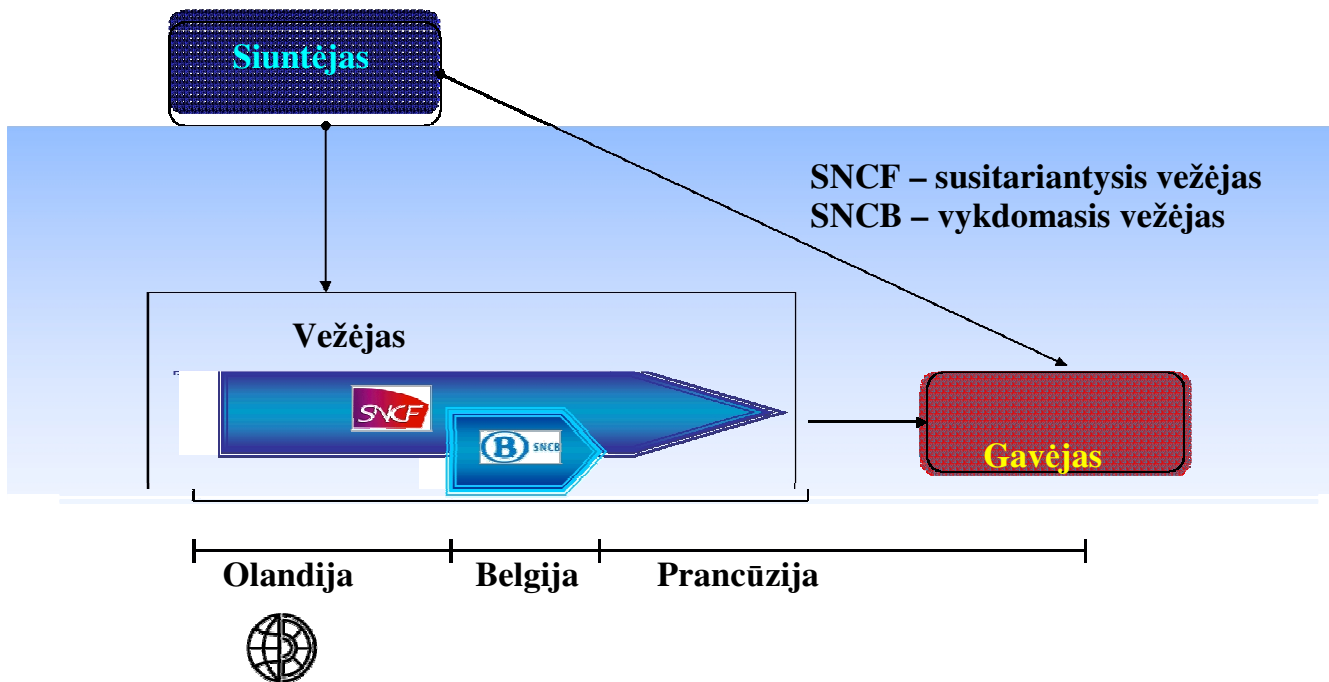 Siuntėjas
SNCF – susitariantysis vežėjas
SNCB – vykdomasis vežėjas
Vežėjas
SNCF
B SNCB
Gavėjas
Olandija Belgija Prancūzija